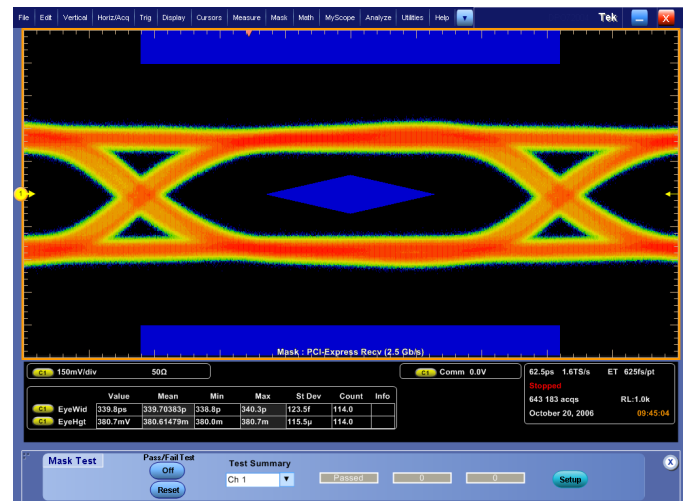 File Edit Vertical Horiz/Acq Trig Display Cursors Measure Mask Math MyScope Analyze Utilities Help Tek X
1
Mask : PCI-Express Recv (2.5 Gb/s)
C1 150mV/div 50Ω C1 Comm 0.0V 62.5ps 1.6TS/s ET 625fs/pt
Stopped
643 183 acqs RL:1.0k
October 20, 2006 09:45:04
Value Mean Min Max St Dev Count Info
C1 EyeWid 339.8ps 339.70383p 338.8p 340.3p 123.5f 114.0
C1 EyeHgt 380.7mV 380.61479m 380.0m 380.7m 115.5µ 114.0
Mask Test Pass/Fail Test Test Summary X
Off
Ch 1 Passed 0 0 Setup
Reset